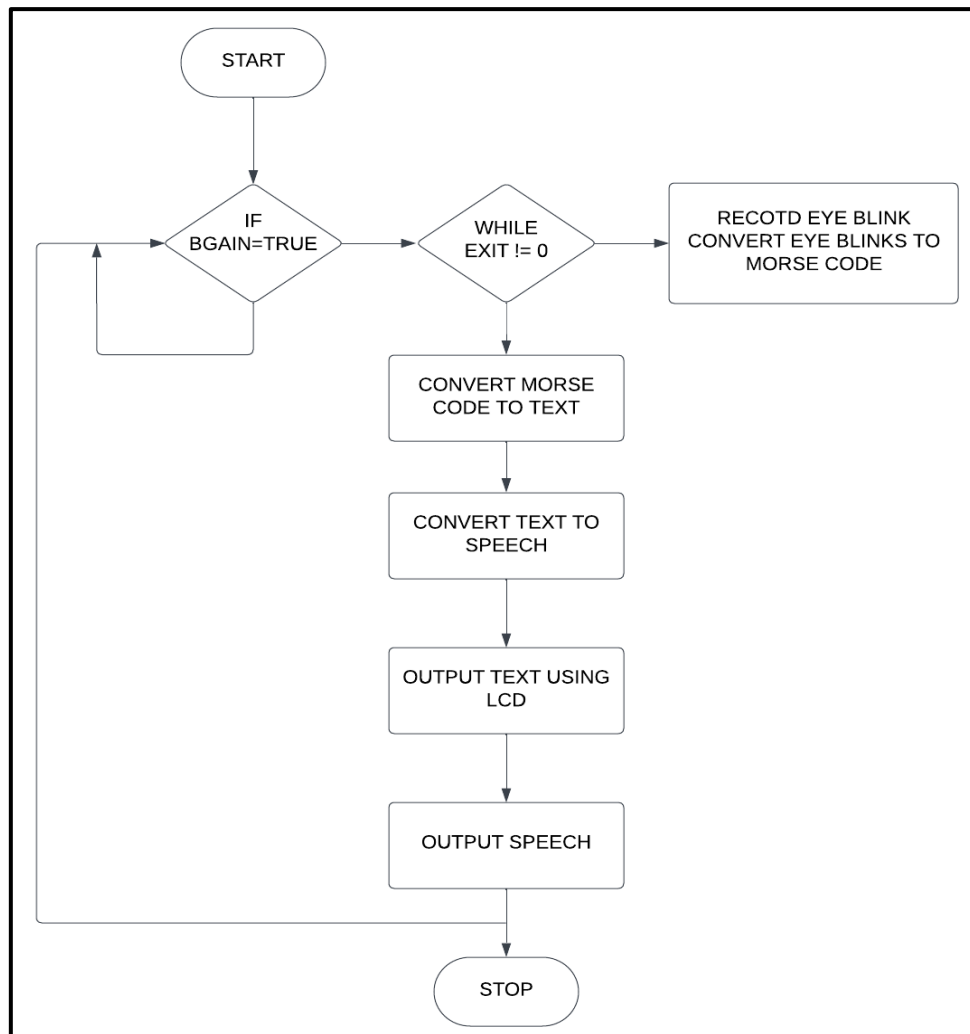 START
IF
BGAIN=TRUE
WHILE
EXIT != 0
RECOTD EYE BLINK
CONVERT EYE BLINKS TO
MORSE CODE
CONVERT MORSE
CODE TO TEXT
CONVERT TEXT TO
SPEECH
OUTPUT TEXT USING
LCD
OUTPUT SPEECH
STOP